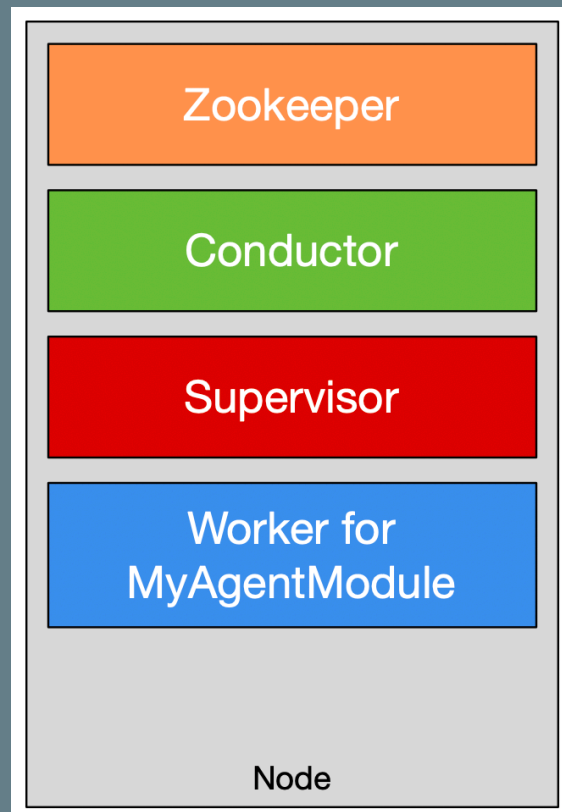 Zookeeper
Conductor
Supervisor
Worker for
MyAgentModule
Node